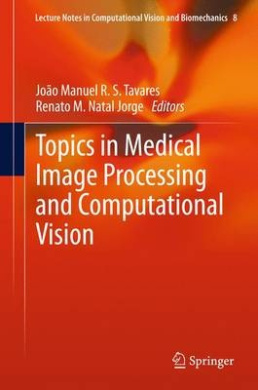 Lecture Notes in Computational Vision and Biomechanics 8
João Manuel R. S. Tavares
Renato M. Natal Jorge Editors
Topics in Medical
Image Processing
and Computational
Vision
Springer